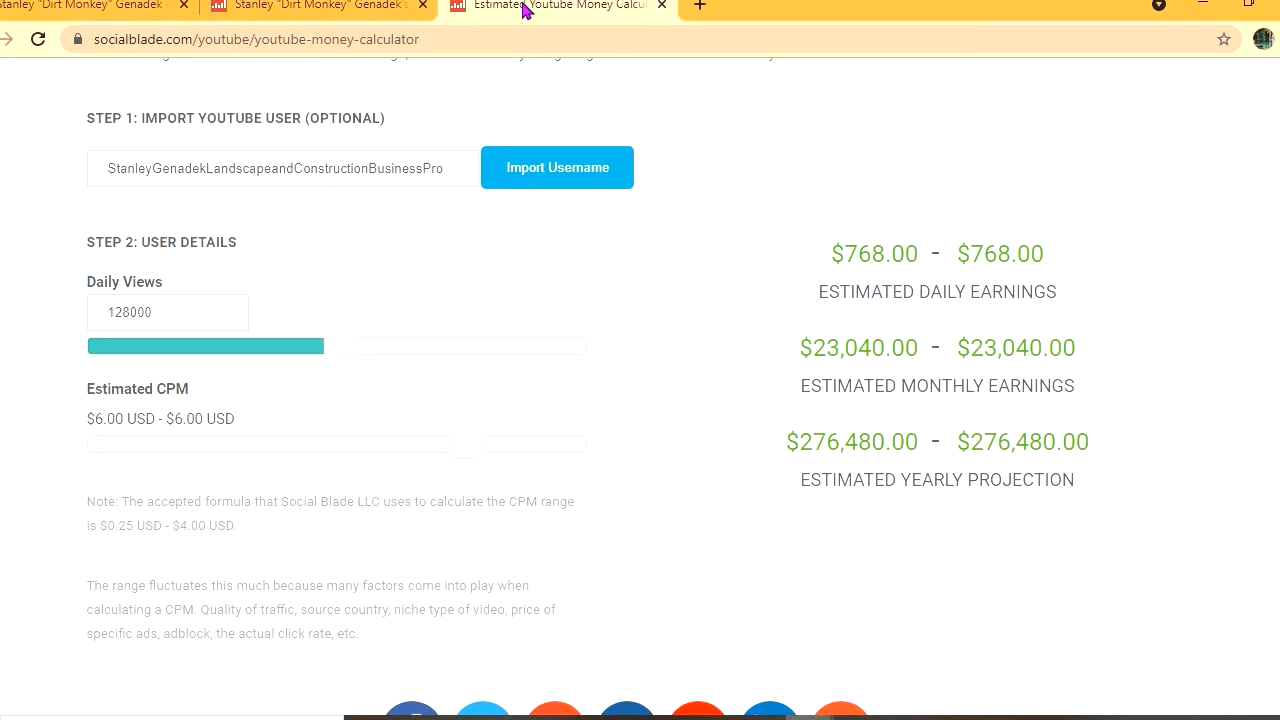 Stanley "Dirt Monkey" Genadek
Stanley "Dirt Monkey" Genadek's
Estimated Youtube Money Calcul
socialblade.com/youtube/youtube-money-calculator
STEP 1: IMPORT YOUTUBE USER (OPTIONAL)
StanleyGenadekLandscapeandConstructionBusinessPro
Import Username
STEP 2: USER DETAILS
Daily Views
128000
Estimated CPM
$6.00 USD - $6.00 USD
Note: The accepted formula that Social Blade LLC uses to calculate the CPM range
is $0.25 USD - $4.00 USD.
The range fluctuates this much because many factors come into play when
calculating a CPM. Quality of traffic, source country, niche type of video, price of
specific ads, adblock, the actual click rate, etc.
$768.00 - $768.00
ESTIMATED DAILY EARNINGS
$23,040.00 - $23,040.00
ESTIMATED MONTHLY EARNINGS
$276,480.00 - $276,480.00
ESTIMATED YEARLY PROJECTION